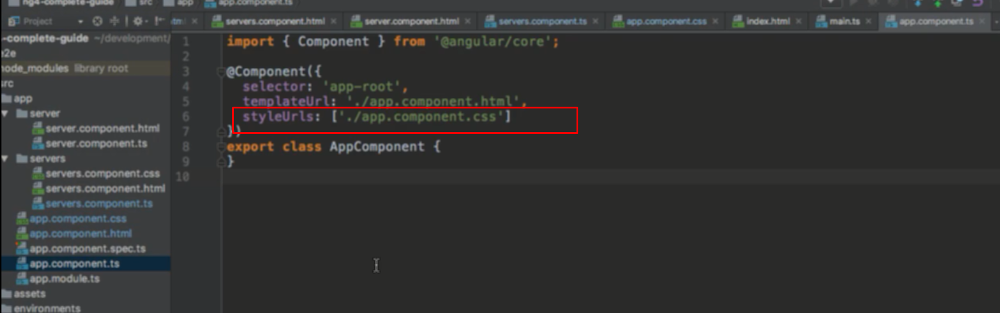 ng4-complete-guide src app app.component.ts
Project
html servers.component.html server.component.html servers.component.ts app.component.css index.html main.ts app.component.ts
-complete-guide ~/development/
e2e
node_modules library root
src
app
server
server.component.html
server.component.ts
servers
servers.component.css
servers.component.html
servers.component.ts
app.component.css
app.component.html
app.component.spec.ts
app.component.ts
app.module.ts
assets
environments
1 import { Component } from '@angular/core';
2
3 @Component({
4 selector: 'app-root',
5 templateUrl: './app.component.html',
6 styleUrls: ['./app.component.css']
7 })
8 export class AppComponent {
9 }
10